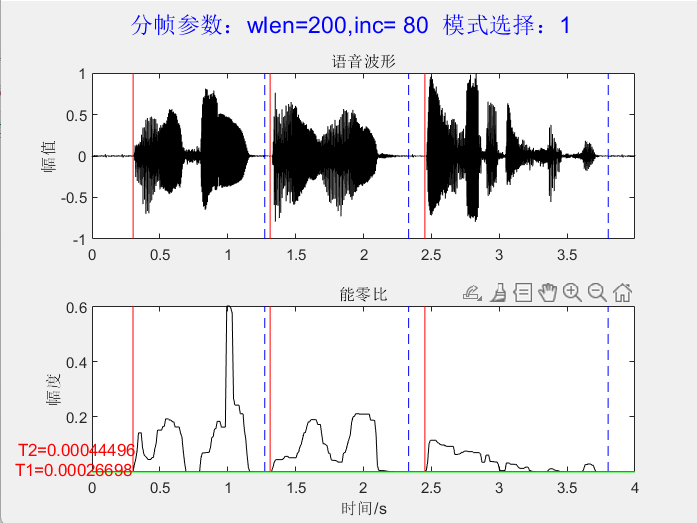 分帧参数：wlen=200,inc= 80  模式选择：1
语音波形
1
0.5
0
-0.5
-1
幅值
0 0.5 1 1.5 2 2.5 3 3.5
能零比
0.6
0.4
0.2
幅度
T2=0.00044496
T1=0.00026698
0 0.5 1 1.5 2 2.5 3 3.5 4
时间/s